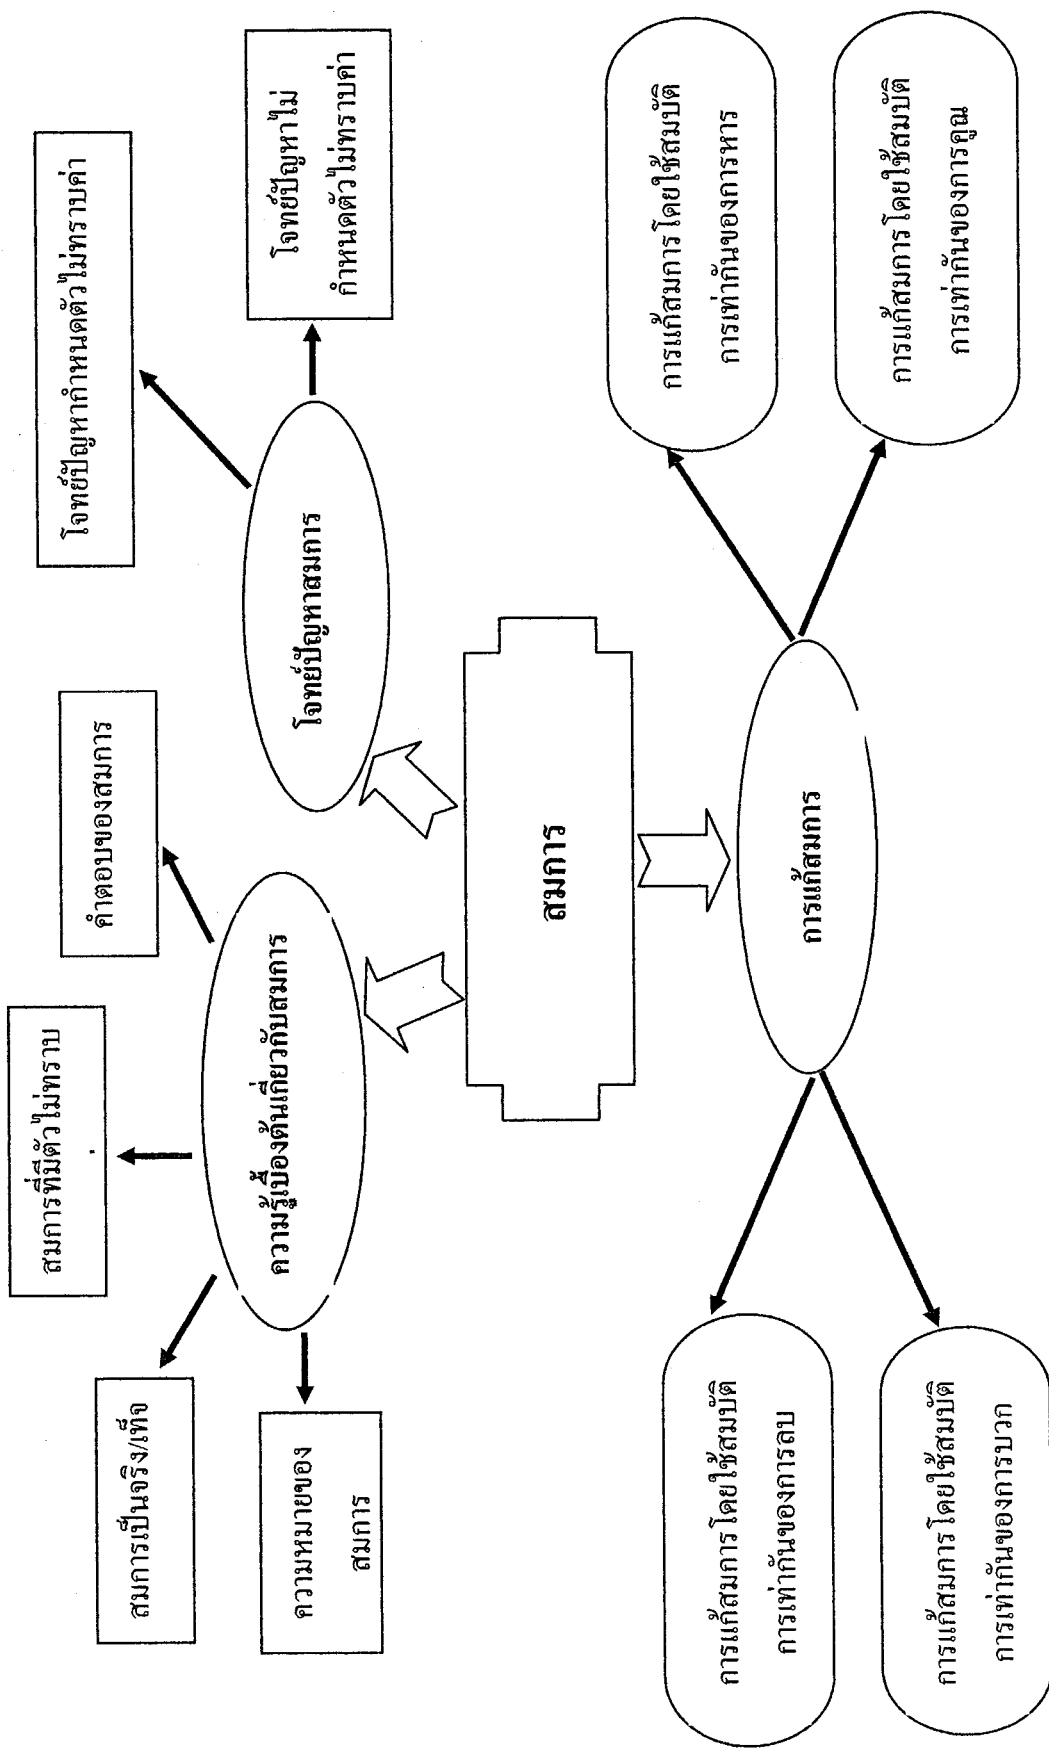 ความหมายของ
สมการ
สมการเป็นจริง/เท็จ
สมการที่มีตัวไม่ทราบ
คำตอบของสมการ
ความรู้เบื้องต้นเกี่ยวกับสมการ
โจทย์ปัญหากำหนดตัวไม่ทราบค่า
โจทย์ปัญหาไม่
กำหนดตัวไม่ทราบค่า
โจทย์ปัญหาสมการ
สมการ
การแก้สมการ
การแก้สมการโดยใช้สมบัติ
การเท่ากันของการลบ
การแก้สมการโดยใช้สมบัติ
การเท่ากันของการบวก
การแก้สมการโดยใช้สมบัติ
การเท่ากันของการหาร
การแก้สมการโดยใช้สมบัติ
การเท่ากันของการคูณ